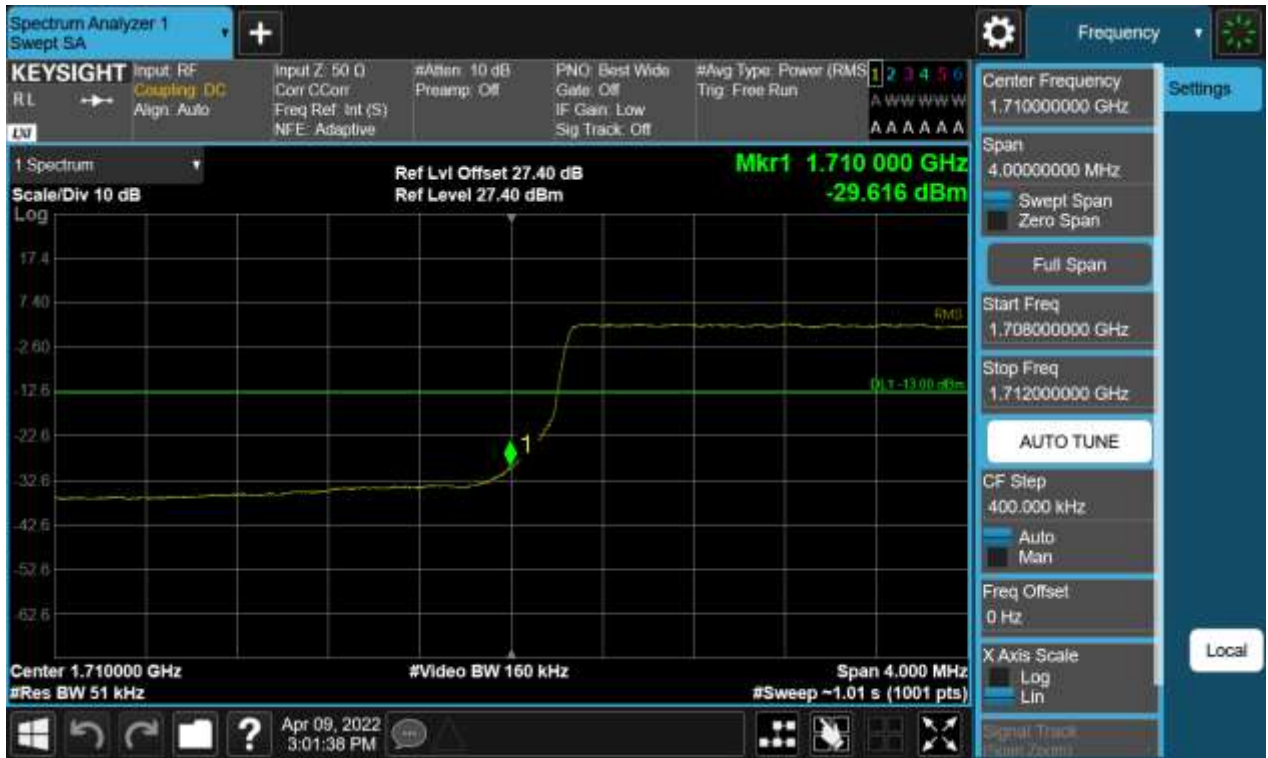 Spectrum Analyzer 1
Swept SA
+
Frequency
KEYSIGHT
RL
LXI
Input: RF
Coupling: DC
Align: Auto
Input Z: 50 Ω
Corr CCorr
Freq Ref: Int (S)
NFE: Adaptive
#Atten: 10 dB
Preamp: Off
PNO: Best Wide
Gate: Off
IF Gain: Low
Sig Track: Off
#Avg Type: Power (RMS
Trig: Free Run
1 2 3 4 5 6
A W W W W W
A A A A A A
1 Spectrum
Scale/Div 10 dB
Log
Ref Lvl Offset 27.40 dB
Ref Level 27.40 dBm
Mkr1 1.710 000 GHz
-29.616 dBm
17.4
7.40
-2.60
-12.6
-22.6
-32.6
-42.6
-52.6
-62.6
RMS
DL1 -13.00 dBm
1
Center 1.710000 GHz
#Res BW 51 kHz
#Video BW 160 kHz
Span 4.000 MHz
#Sweep ~1.01 s (1001 pts)
Center Frequency
1.710000000 GHz
Settings
Span
4.00000000 MHz
Swept Span
Zero Span
Full Span
Start Freq
1.708000000 GHz
Stop Freq
1.712000000 GHz
AUTO TUNE
CF Step
400.000 kHz
Auto
Man
Freq Offset
0 Hz
X Axis Scale
Log
Lin
Local
Signal Track
(Span Zoom)
?
Apr 09, 2022
3:01:38 PM